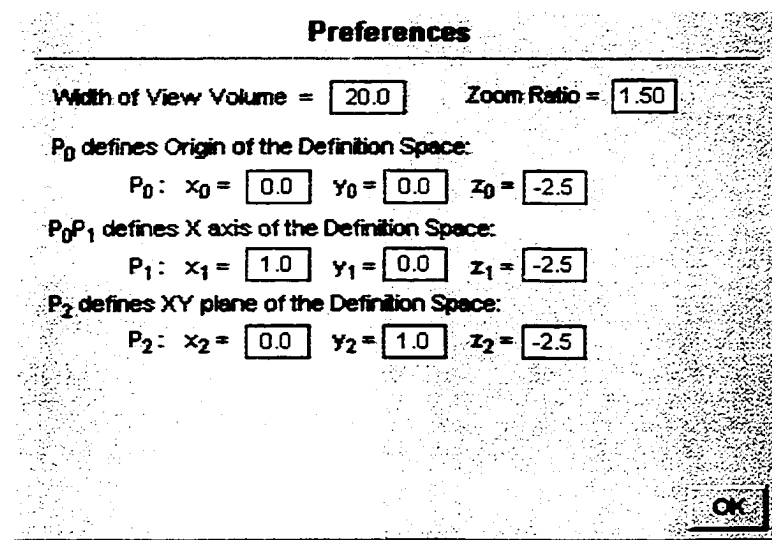 Preferences
Width of View Volume = 20.0 Zoom Ratio = 1.50
P₀ defines Origin of the Definition Space:
P₀: x₀ = 0.0 y₀ = 0.0 z₀ = -2.5
P₀P₁ defines X axis of the Definition Space:
P₁: x₁ = 1.0 y₁ = 0.0 z₁ = -2.5
P₂ defines XY plane of the Definition Space:
P₂: x₂ = 0.0 y₂ = 1.0 z₂ = -2.5
OK